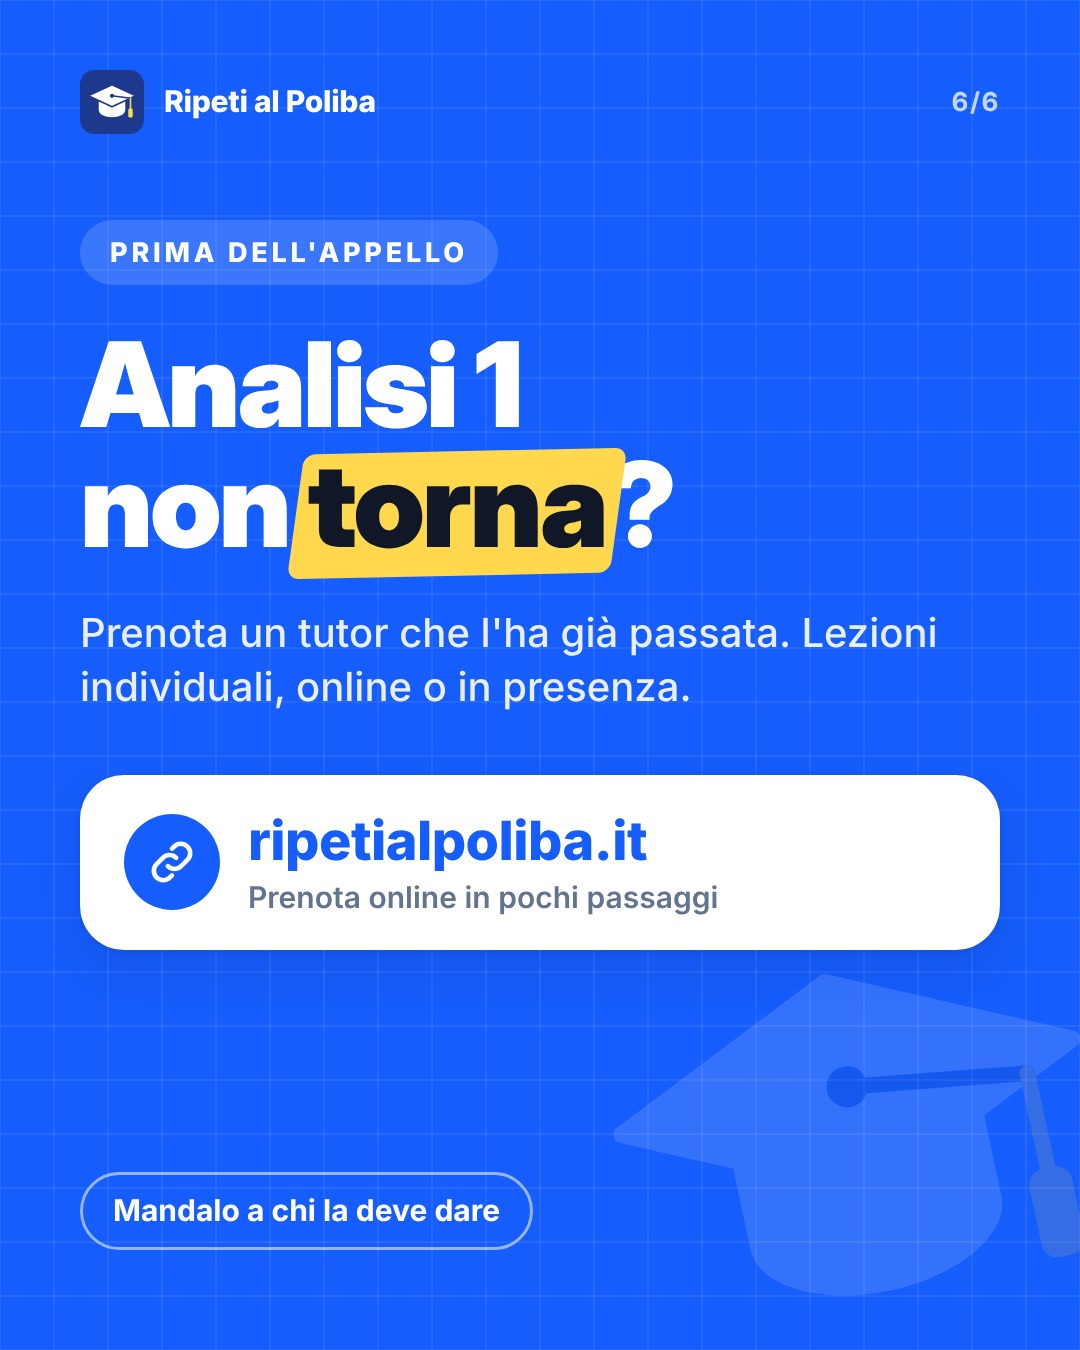 Ripeti al Poliba
6/6
PRIMA DELL'APPELLO
Analisi 1
non torna?
Prenota un tutor che l'ha già passata. Lezioni
individuali, online o in presenza.
ripetialpoliba.it
Prenota online in pochi passaggi
Mandalo a chi la deve dare